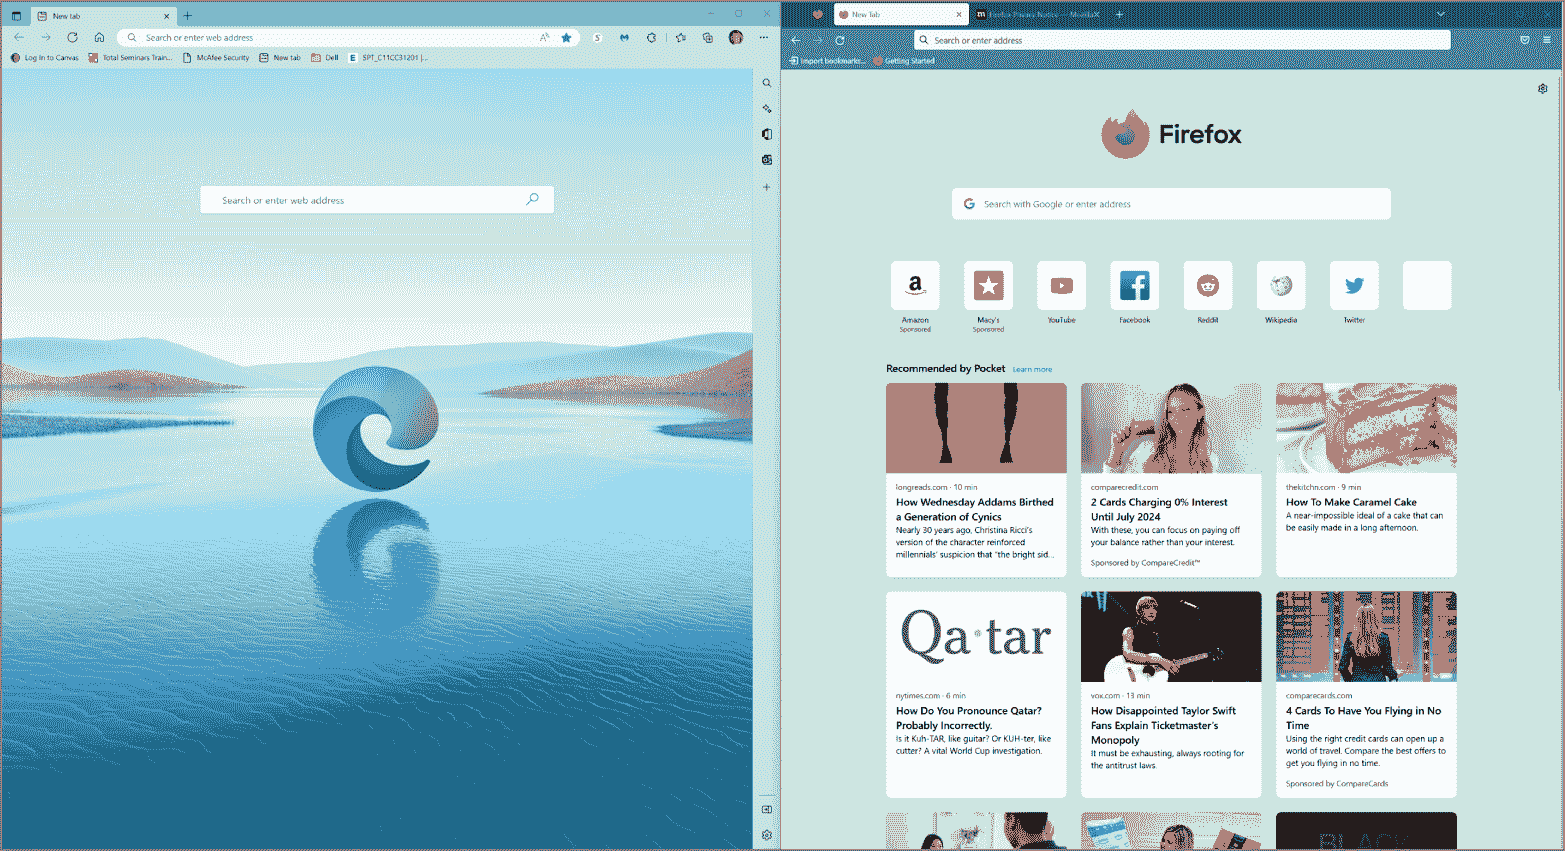 New tab
Search or enter web address
Log In to Canvas
Total Seminars Train...
McAfee Security
New tab
Dell
E
SPT_C11CC31201 |...
Search or enter web address
New Tab
Firefox Privacy Notice — Mozilla
Search or enter address
Import bookmarks...
Getting Started
Firefox
Search with Google or enter address
Amazon
Sponsored
Macy's
Sponsored
YouTube
Facebook
Reddit
Wikipedia
Twitter
Recommended by Pocket Learn more
longreads.com · 10 min
How Wednesday Addams Birthed
a Generation of Cynics
Nearly 30 years ago, Christina Ricci's
version of the character reinforced
millennials' suspicion that "the bright sid...
comparecredit.com
2 Cards Charging 0% Interest
Until July 2024
With these, you can focus on paying off
your balance rather than your interest.
Sponsored by CompareCredit™
thekitchn.com · 9 min
How To Make Caramel Cake
A near-impossible ideal of a cake that can
be easily made in a long afternoon.
Qa·tar
nytimes.com · 6 min
How Do You Pronounce Qatar?
Probably Incorrectly.
Is it Kuh-TAR, like guitar? Or KUH-ter, like
cutter? A vital World Cup investigation.
vox.com · 13 min
How Disappointed Taylor Swift
Fans Explain Ticketmaster's
Monopoly
It must be exhausting, always rooting for
the antitrust laws.
comparecards.com
4 Cards To Have You Flying in No
Time
Using the right credit cards can open up a
world of travel. Compare the best offers to
get you flying in no time.
Sponsored by CompareCards
BLACK